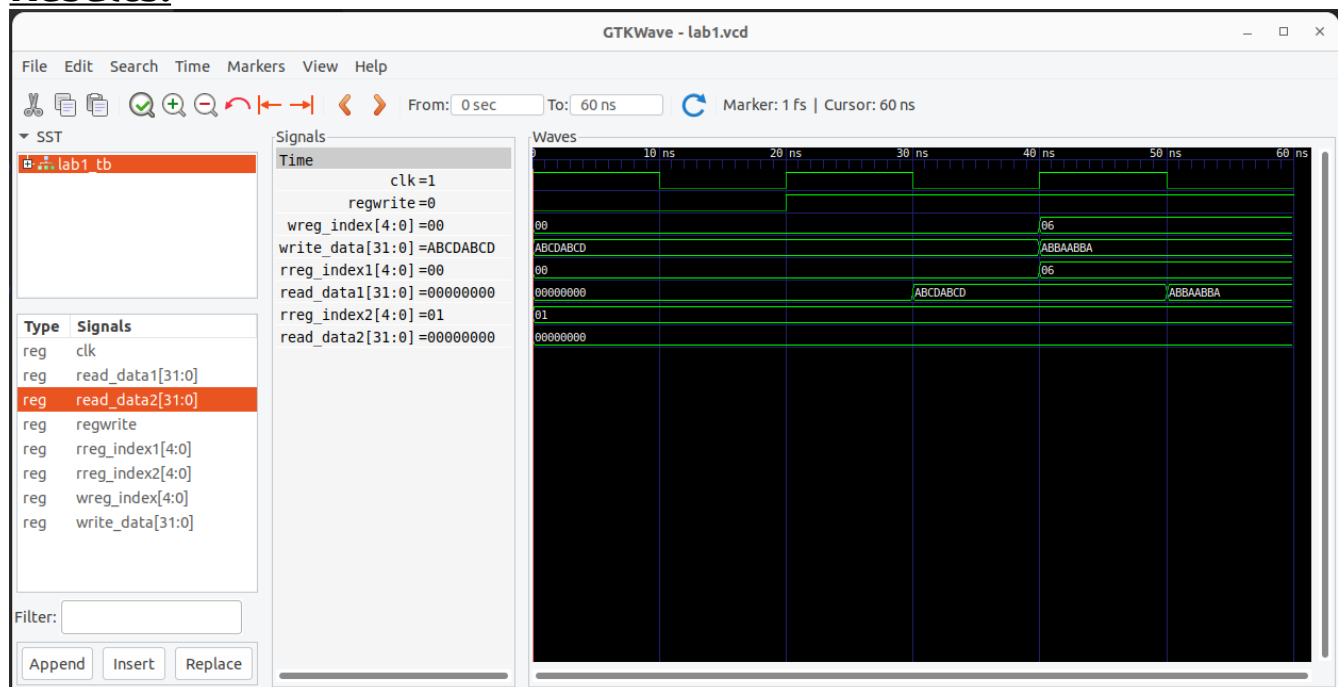 Results:
GTKWave - lab1.vcd
File Edit Search Time Markers View Help
From: 0 sec To: 60 ns Marker: 1 fs | Cursor: 60 ns
SST
lab1_tb
Type Signals
reg clk
reg read_data1[31:0]
reg read_data2[31:0]
reg regwrite
reg rreg_index1[4:0]
reg rreg_index2[4:0]
reg wreg_index[4:0]
reg write_data[31:0]
Filter:
Append Insert Replace
Signals
Time
clk=1
regwrite=0
wreg_index[4:0]=00
write_data[31:0]=ABCDABCD
rreg_index1[4:0]=00
read_data1[31:0]=00000000
rreg_index2[4:0]=01
read_data2[31:0]=00000000
Waves
0 10 ns 20 ns 30 ns 40 ns 50 ns 60 ns
00 06
ABCDABCD ABBAABBA
00 06
00000000 ABCDABCD ABBAABBA
01
00000000